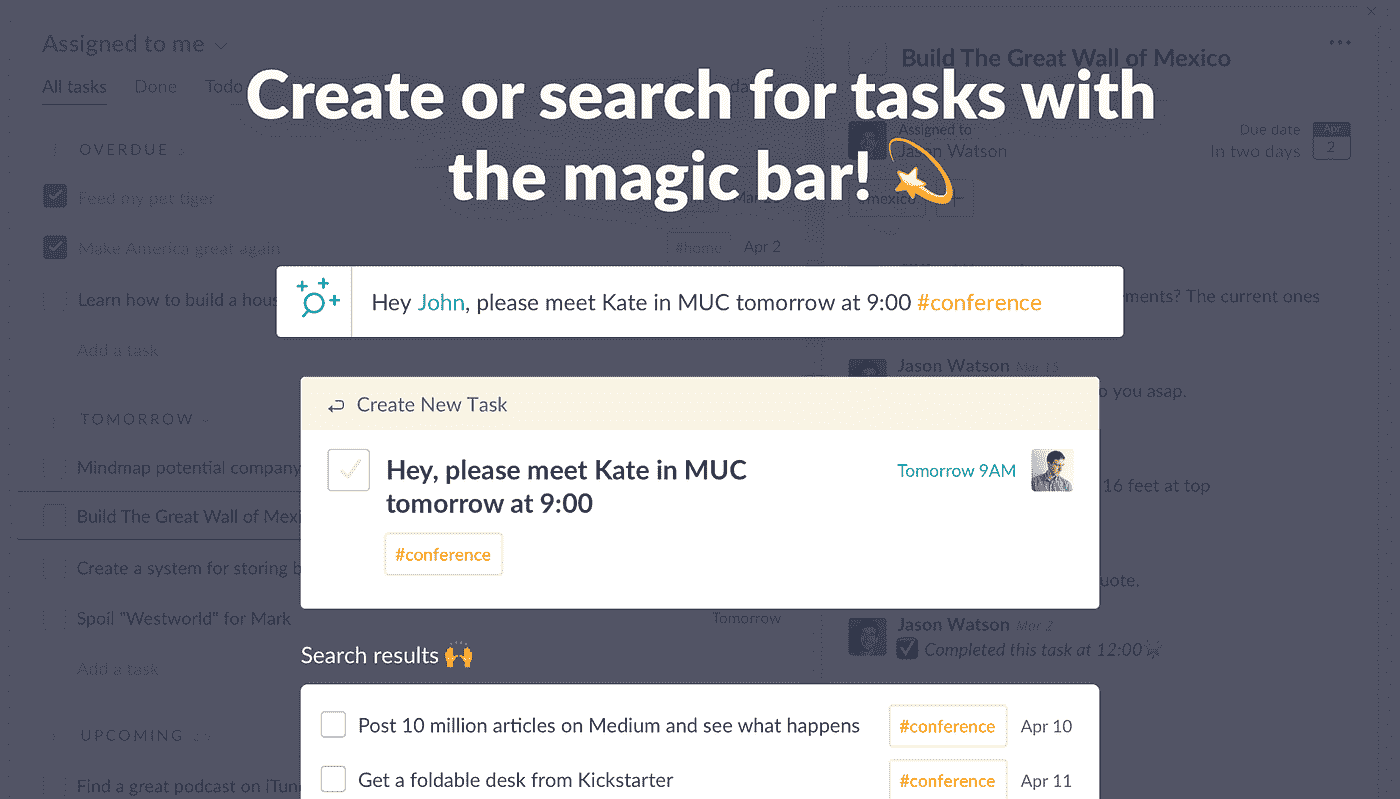 Assigned to me
All tasks Done Todo
OVERDUE
Feed my pet tiger
Make America great again #home Apr 2
Learn how to build a hou
Add a task
TOMORROW
Mindmap potential company
Build The Great Wall of Mexi
Create a system for storing b
Spoil "Westworld" for Mark Tomorrow
Add a task
UPCOMING
Find a great podcast on iTun
Build The Great Wall of Mexico
Assigned to
Jason Watson
Due date
In two days
Apr
2
Create or search for tasks with
the magic bar!
Hey John, please meet Kate in MUC tomorrow at 9:00 #conference
Create New Task
Hey, please meet Kate in MUC
tomorrow at 9:00
Tomorrow 9AM
#conference
Search results
Post 10 million articles on Medium and see what happens #conference Apr 10
Get a foldable desk from Kickstarter #conference Apr 11
The current ones
Jason Watson Mar 15
you asap.
16 feet at top
uote.
Jason Watson Mar 2
Completed this task at 12:00